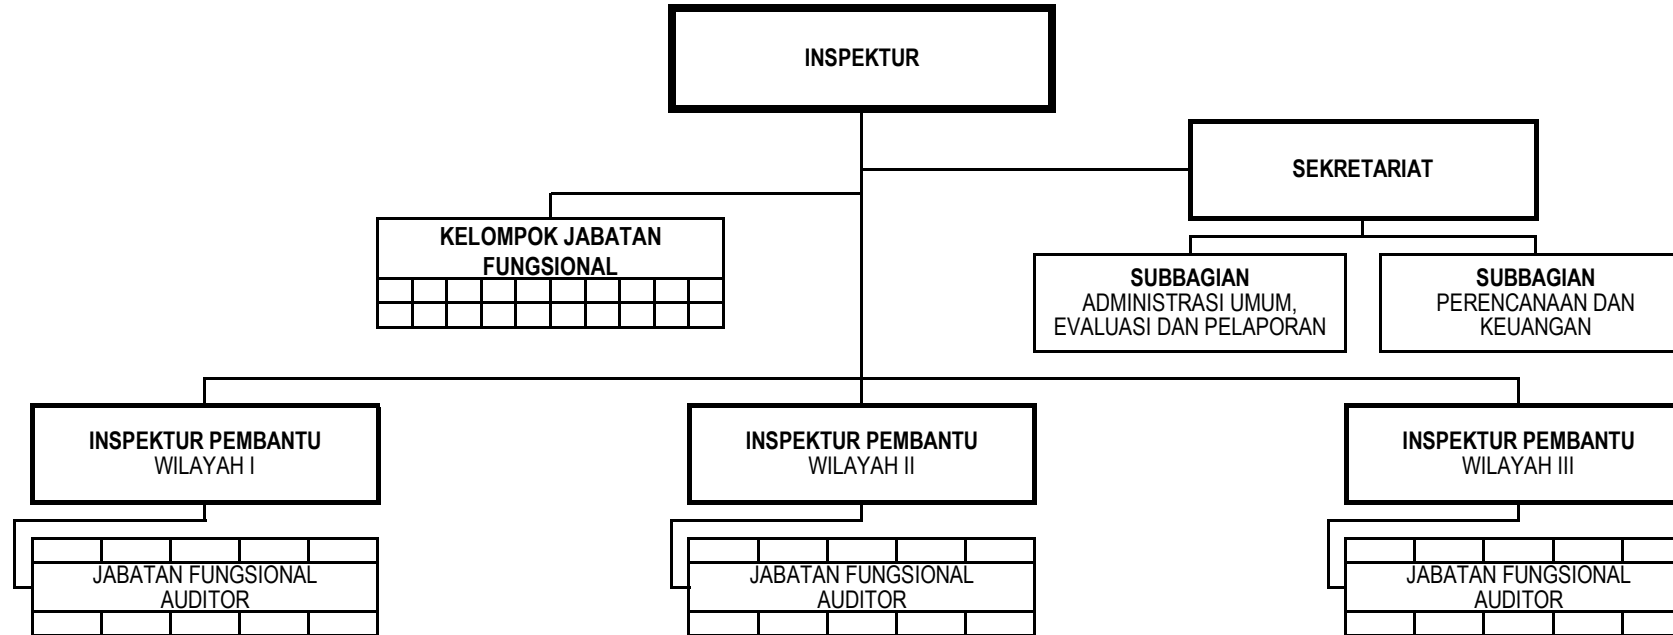 INSPEKTUR
SEKRETARIAT
KELOMPOK JABATAN
FUNGSIONAL
SUBBAGIAN
ADMINISTRASI UMUM,
EVALUASI DAN PELAPORAN
SUBBAGIAN
PERENCANAAN DAN
KEUANGAN
INSPEKTUR PEMBANTU
WILAYAH I
INSPEKTUR PEMBANTU
WILAYAH II
INSPEKTUR PEMBANTU
WILAYAH III
JABATAN FUNGSIONAL
AUDITOR
JABATAN FUNGSIONAL
AUDITOR
JABATAN FUNGSIONAL
AUDITOR